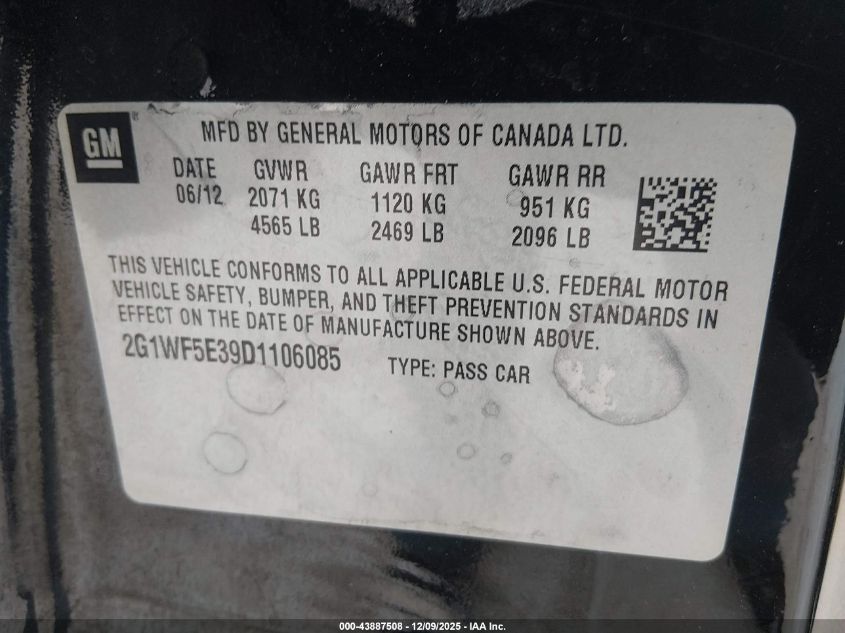 GM
MFD BY GENERAL MOTORS OF CANADA LTD.
DATE GVWR GAWR FRT GAWR RR
06/12 2071 KG 1120 KG 951 KG
4565 LB 2469 LB 2096 LB
THIS VEHICLE CONFORMS TO ALL APPLICABLE U.S. FEDERAL MOTOR
VEHICLE SAFETY, BUMPER, AND THEFT PREVENTION STANDARDS IN
EFFECT ON THE DATE OF MANUFACTURE SHOWN ABOVE.
2G1WF5E39D1106085 TYPE: PASS CAR
000-43887508 - 12/09/2025 - IAA Inc.